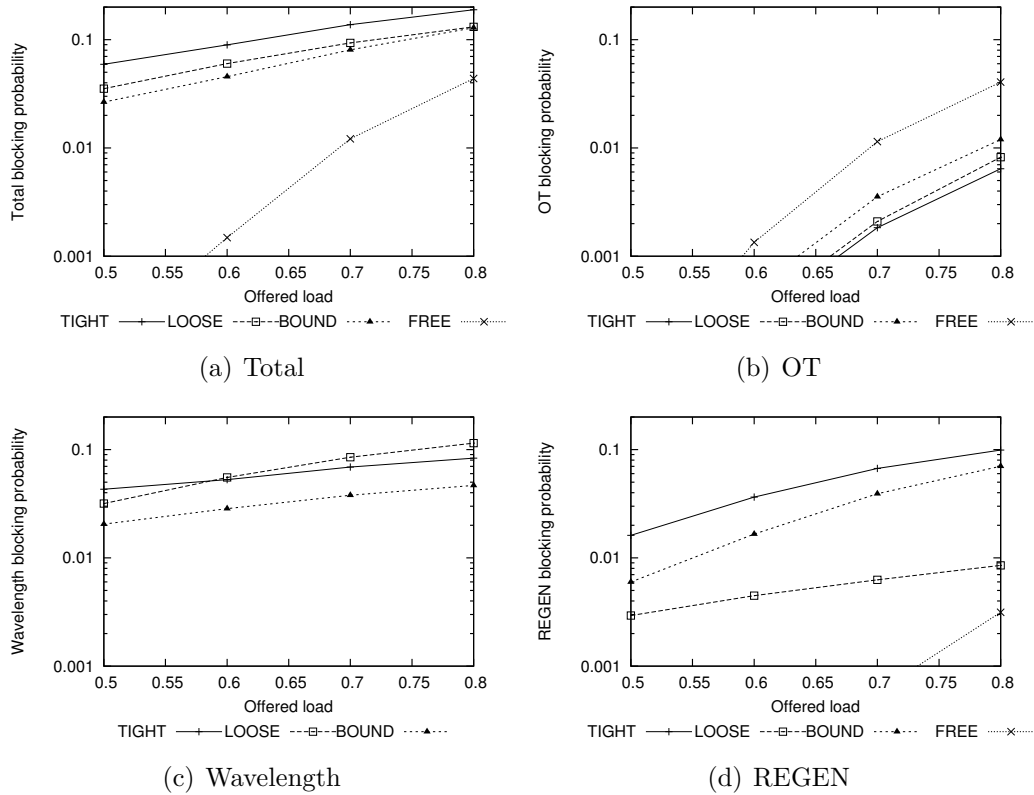 Total blocking probability
0.1
0.01
0.001
0.5 0.55 0.6 0.65 0.7 0.75 0.8
Offered load
TIGHT LOOSE BOUND FREE
(a) Total
OT blocking probability
0.1
0.01
0.001
0.5 0.55 0.6 0.65 0.7 0.75 0.8
Offered load
TIGHT LOOSE BOUND FREE
(b) OT
Wavelength blocking probability
0.1
0.01
0.001
0.5 0.55 0.6 0.65 0.7 0.75 0.8
Offered load
TIGHT LOOSE BOUND
(c) Wavelength
REGEN blocking probability
0.1
0.01
0.001
0.5 0.55 0.6 0.65 0.7 0.75 0.8
Offered load
TIGHT LOOSE BOUND FREE
(d) REGEN